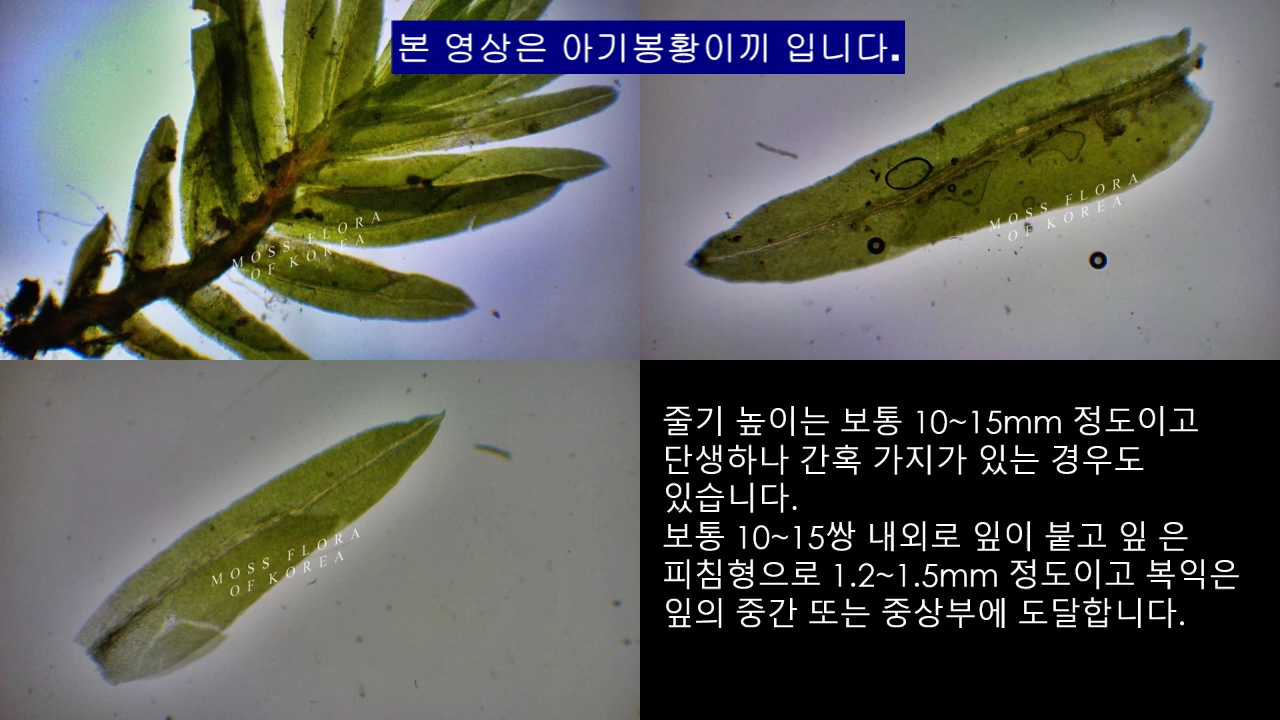 본 영상은 아기봉황이끼 입니다.
MOSS FLORA
OF KOREA
MOSS FLORA
OF KOREA
MOSS FLORA
OF KOREA
줄기 높이는 보통 10~15mm 정도이고
단생하나 간혹 가지가 있는 경우도
있습니다.
보통 10~15쌍 내외로 잎이 붙고 잎 은
피침형으로 1.2~1.5mm 정도이고 복익은
잎의 중간 또는 중상부에 도달합니다.